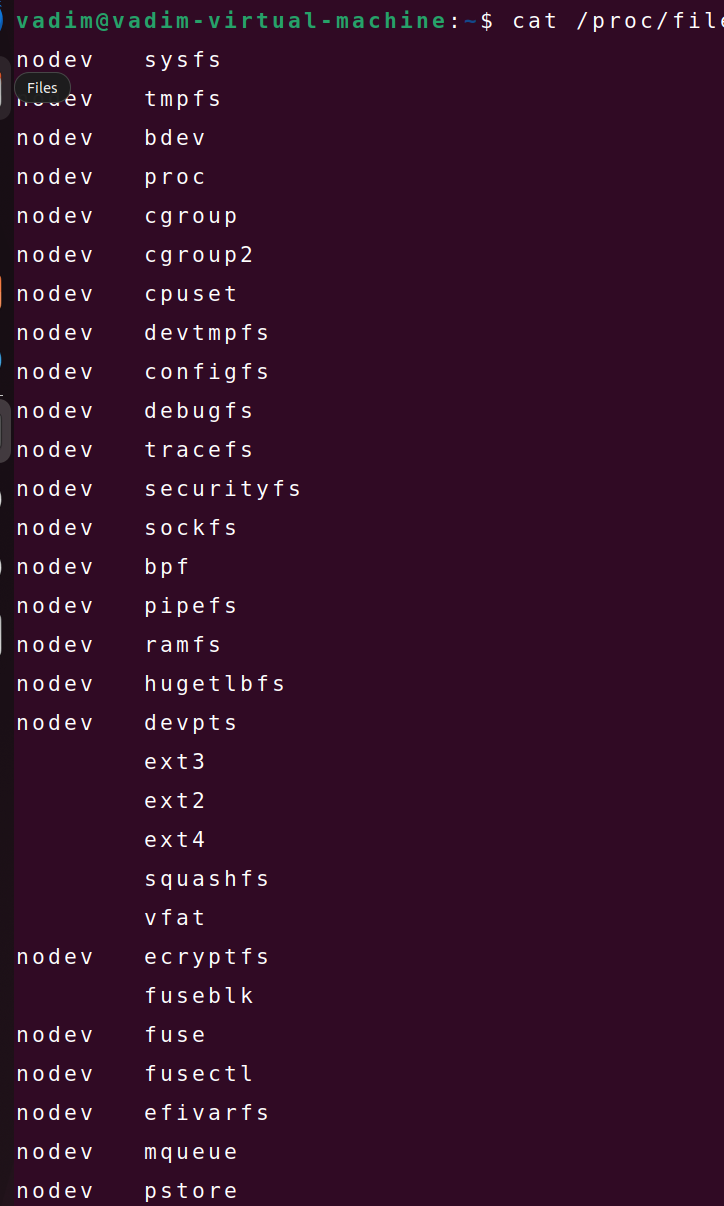 vadim@vadim-virtual-machine:~$ cat /proc/file
nodev sysfs
Files
nodev tmpfs
nodev bdev
nodev proc
nodev cgroup
nodev cgroup2
nodev cpuset
nodev devtmpfs
nodev configfs
nodev debugfs
nodev tracefs
nodev securityfs
nodev sockfs
nodev bpf
nodev pipefs
nodev ramfs
nodev hugetlbfs
nodev devpts
ext3
ext2
ext4
squashfs
vfat
nodev ecryptfs
fuseblk
nodev fuse
nodev fusectl
nodev efivarfs
nodev mqueue
nodev pstore